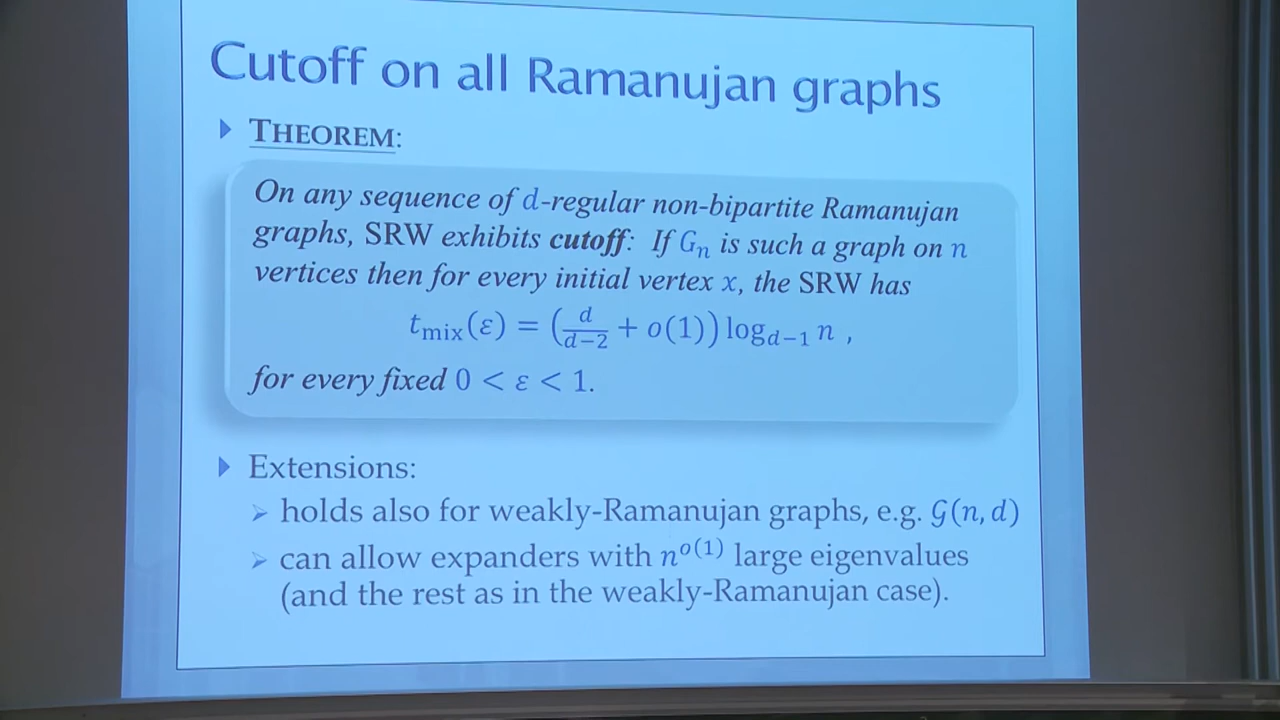 Cutoff on all Ramanujan graphs
THEOREM:
On any sequence of d-regular non-bipartite Ramanujan
graphs, SRW exhibits cutoff: If Gₙ is such a graph on n
vertices then for every initial vertex x, the SRW has
t_mix(ε) = (d/(d−2) + o(1)) log_{d−1} n ,
for every fixed 0 < ε < 1.
Extensions:
holds also for weakly-Ramanujan graphs, e.g. 𝒢(n, d)
can allow expanders with n^{o(1)} large eigenvalues
(and the rest as in the weakly-Ramanujan case).